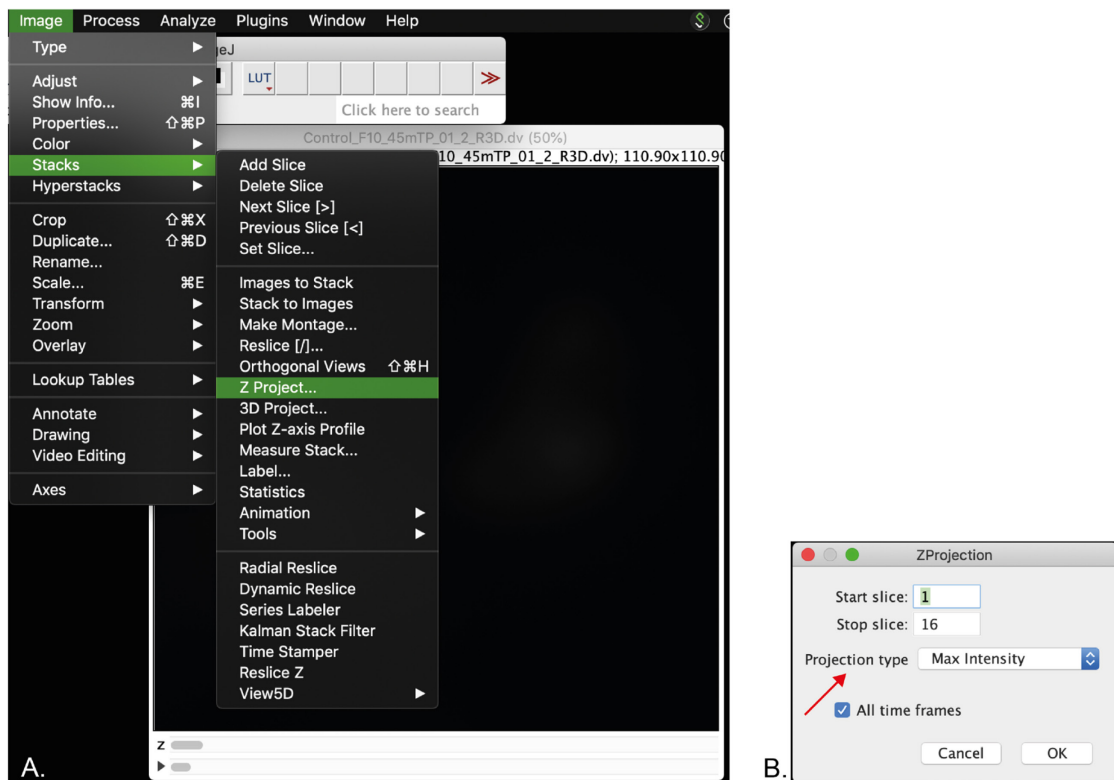 Image Process Analyze Plugins Window Help
Type
geJ
Adjust
LUT
Show Info... ⌘I
Click here to search
Properties... ⇧⌘P
Color
Control_F10_45mTP_01_2_R3D.dv (50%)
Stacks
10_45mTP_01_2_R3D.dv); 110.90x110.90
Hyperstacks
Crop ⇧⌘X
Duplicate... ⇧⌘D
Rename...
Scale... ⌘E
Transform
Zoom
Overlay
Lookup Tables
Annotate
Drawing
Video Editing
Axes
Add Slice
Delete Slice
Next Slice [>]
Previous Slice [<]
Set Slice...
Images to Stack
Stack to Images
Make Montage...
Reslice [/]...
Orthogonal Views ⇧⌘H
Z Project...
3D Project...
Plot Z-axis Profile
Measure Stack...
Label...
Statistics
Animation
Tools
Radial Reslice
Dynamic Reslice
Series Labeler
Kalman Stack Filter
Time Stamper
Reslice Z
View5D
Z
A.
ZProjection
Start slice: 1
Stop slice: 16
Projection type Max Intensity
All time frames
Cancel OK
B.